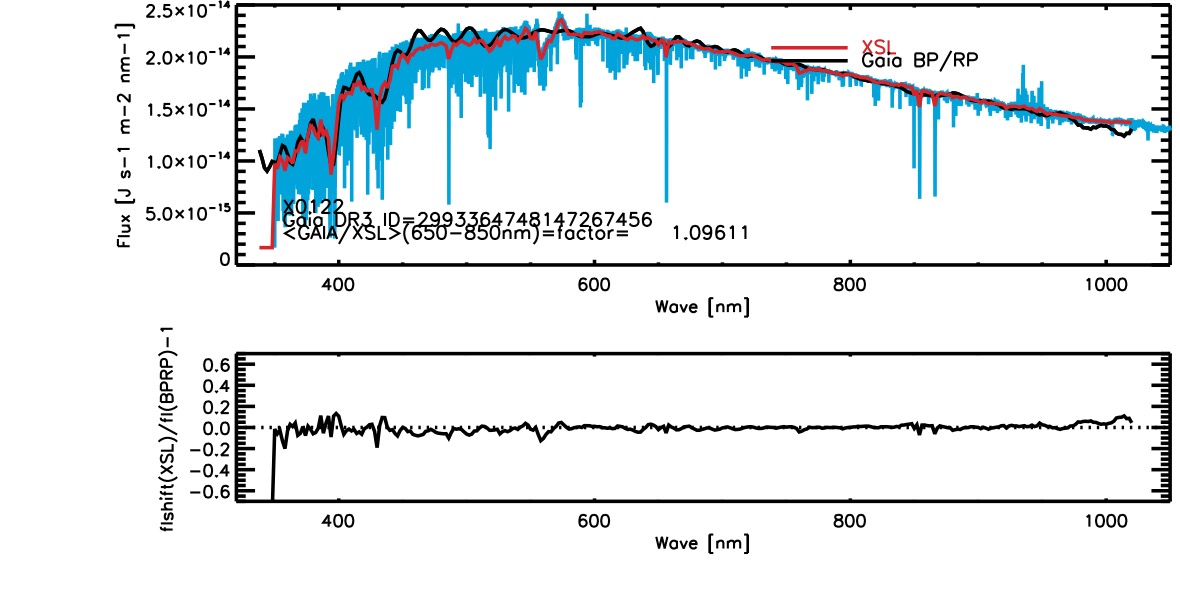 2.5×10⁻¹⁴
2.0×10⁻¹⁴
1.5×10⁻¹⁴
1.0×10⁻¹⁴
5.0×10⁻¹⁵
0
Flux [J s−1 m−2 nm−1]
XSL
Gaia BP/RP
X0122
Gaia DR3 ID=2993364748147267456
<GAIA/XSL>(650−850nm)=factor= 1.09611
400 600 800 1000
Wave [nm]
0.6
0.4
0.2
0.0
−0.2
−0.4
−0.6
flshift(XSL)/fl(BPRP)−1
400 600 800 1000
Wave [nm]